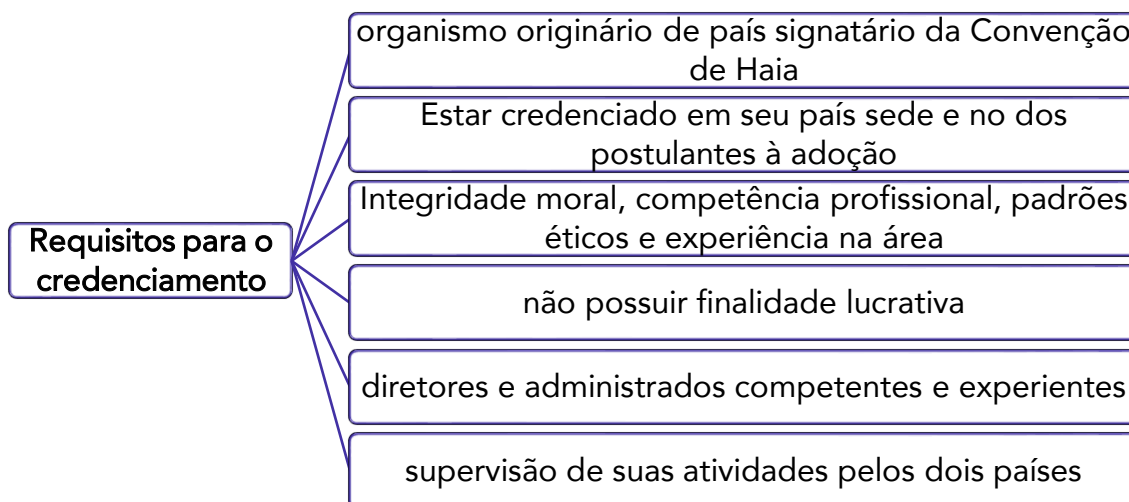 organismo originário de país signatário da Convenção
de Haia
Estar credenciado em seu país sede e no dos
postulantes à adoção
Integridade moral, competência profissional, padrões
éticos e experiência na área
Requisitos para o
credenciamento
não possuir finalidade lucrativa
diretores e administrados competentes e experientes
supervisão de suas atividades pelos dois países